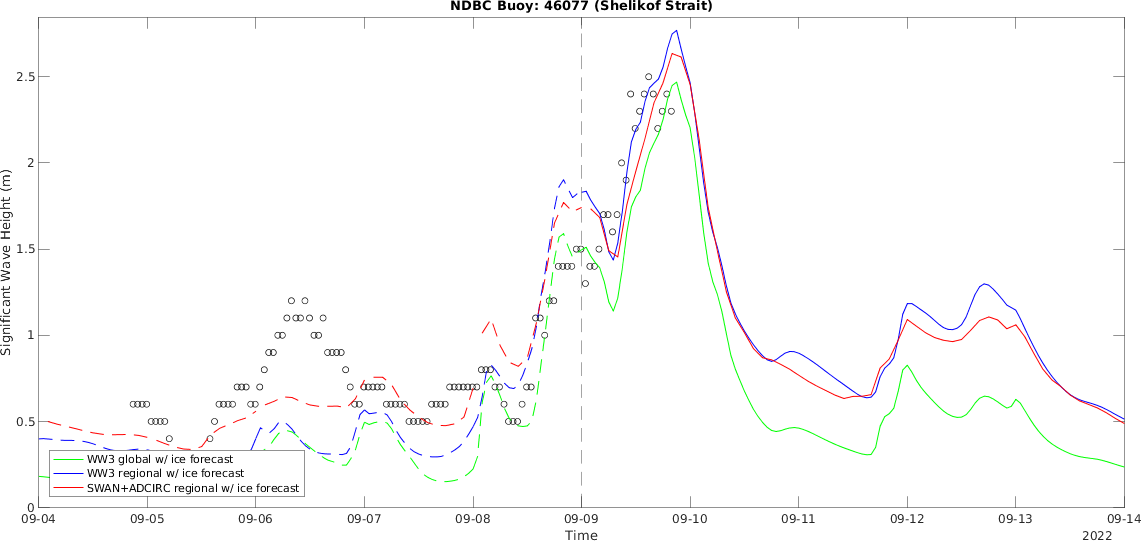 NDBC Buoy: 46077 (Shelikof Strait)
Significant Wave Height (m)
2.5
2
1.5
1
0.5
0
WW3 global w/ ice forecast
WW3 regional w/ ice forecast
SWAN+ADCIRC regional w/ ice forecast
09-04 09-05 09-06 09-07 09-08 09-09 09-10 09-11 09-12 09-13 09-14
Time
2022